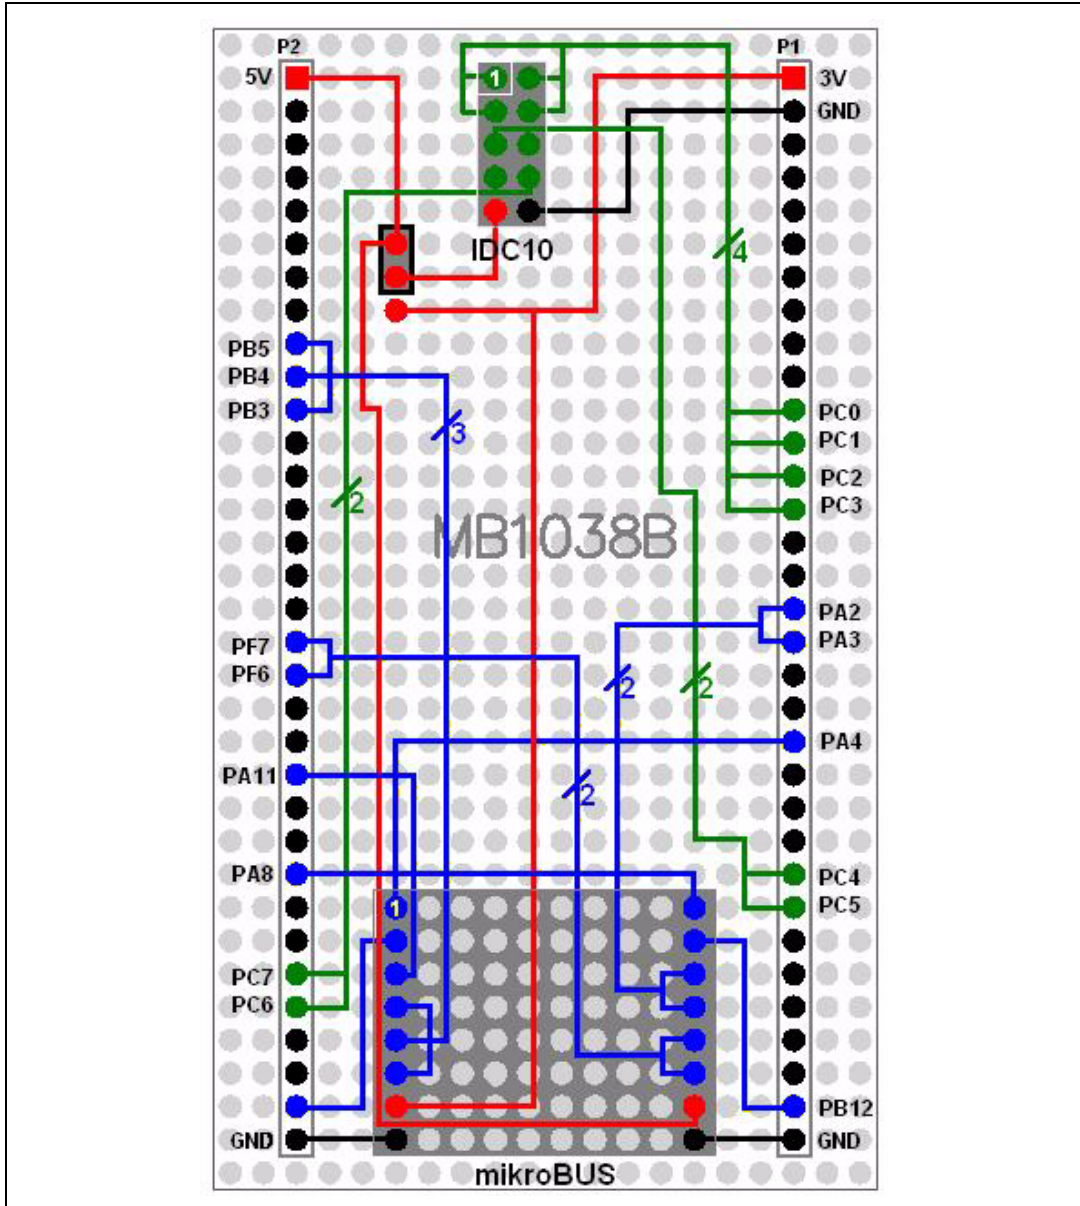 P2 P1
5V 1 3V
GND
IDC10 4
PB5
PB4
PB3 3 PC0
PC1
2 PC2
PC3
MB1038B
PA2
PF7 PA3
PF6 2 2
PA4
PA11 2
PA8 PC4
1 PC5
PC7
PC6
PB12
GND GND
mikroBUS